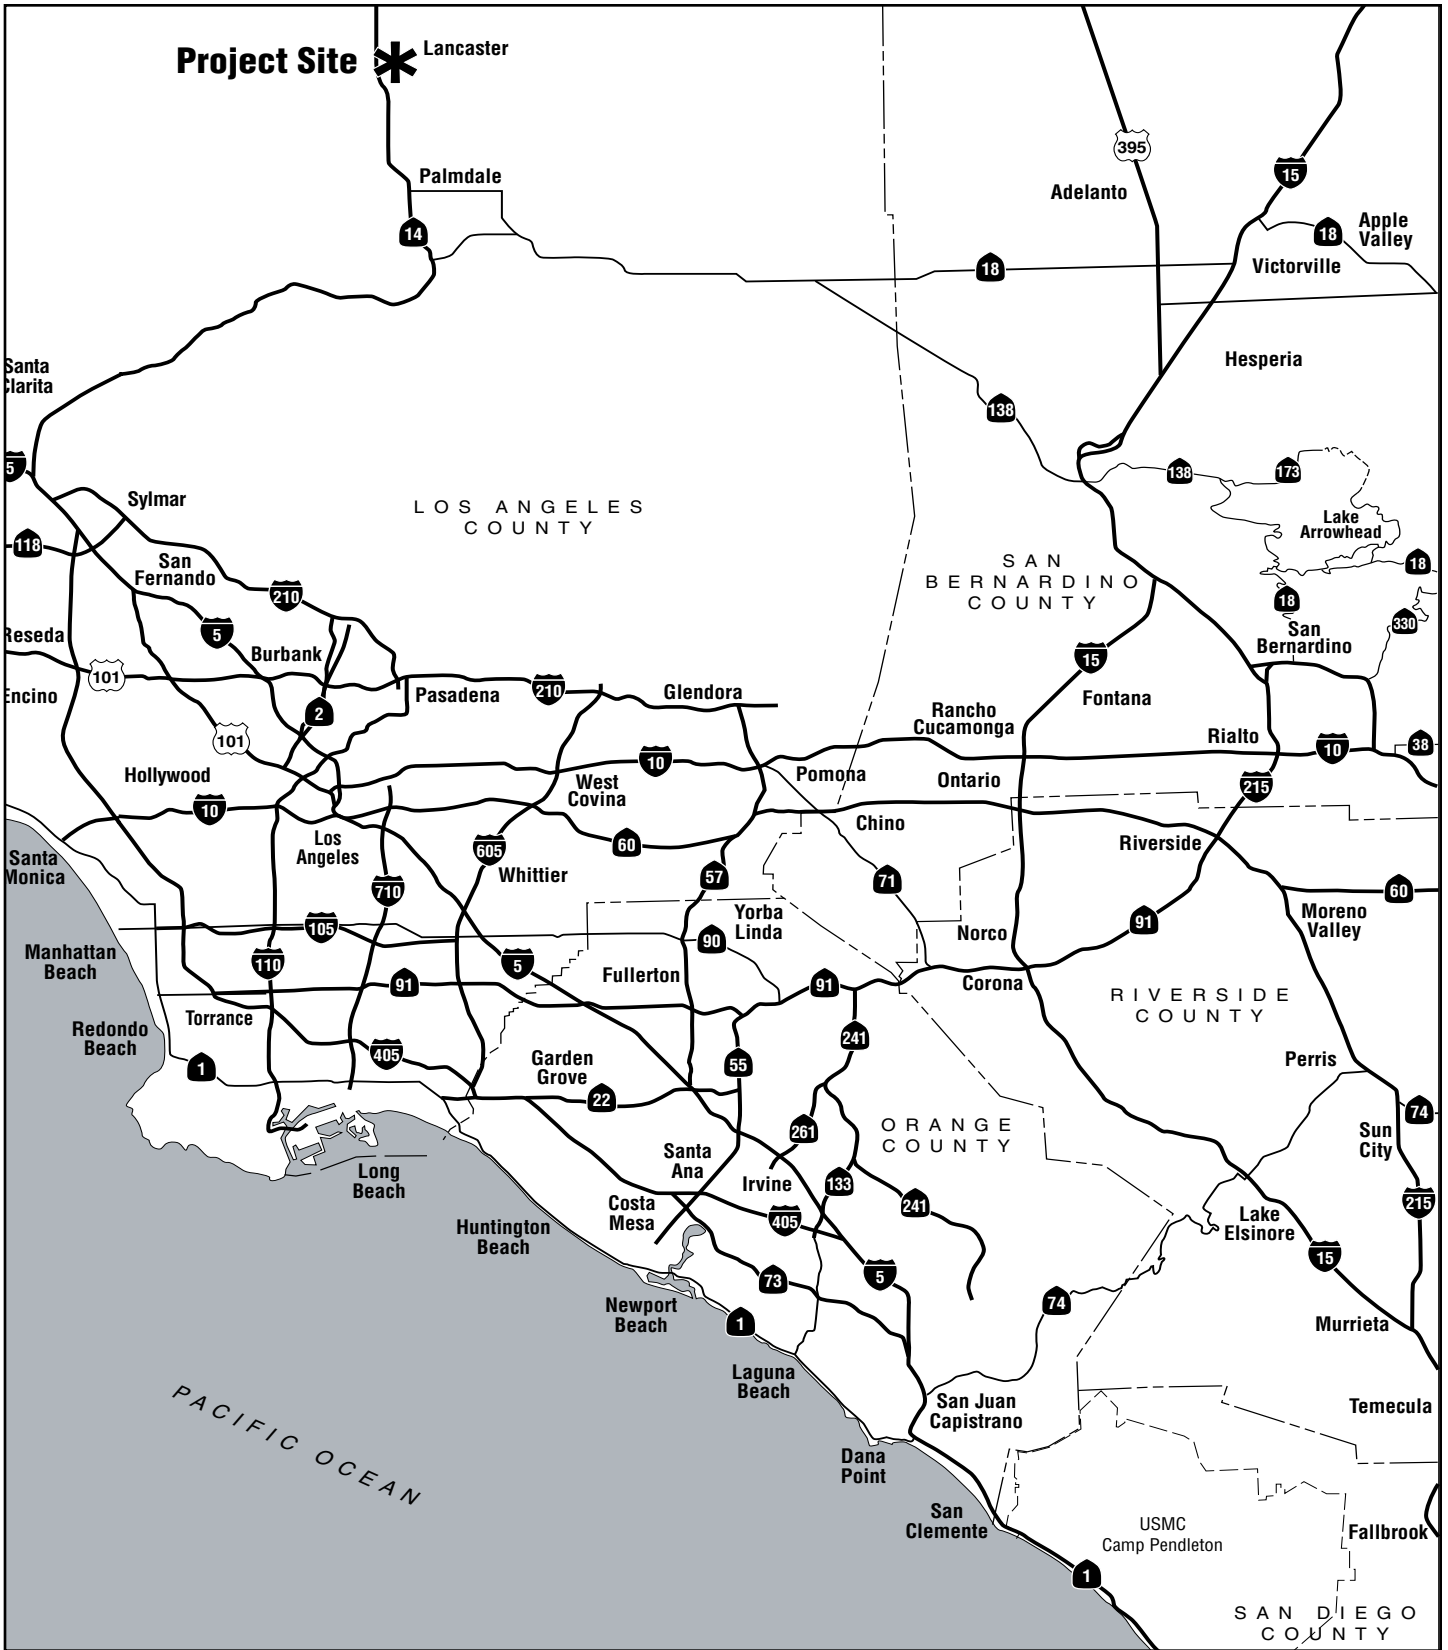 Project Site
Lancaster
395
Palmdale
Adelanto
15
14
18
Apple
Valley
18
Victorville
Santa
Clarita
Hesperia
138
5
138
173
Sylmar
LOS ANGELES
COUNTY
Lake
Arrowhead
118
San
Fernando
SAN
BERNARDINO
COUNTY
18
210
18
330
Reseda
5
San
Bernardino
Burbank
15
101
Encino
Pasadena
210
Glendora
Fontana
2
Rancho
Cucamonga
101
Rialto
10
38
Hollywood
10
Pomona
Ontario
West
Covina
215
10
Los
Angeles
Chino
Riverside
605
60
Santa
Monica
Whittier
57
71
710
60
Yorba
Linda
91
Moreno
Valley
105
90
Norco
Manhattan
Beach
110
5
Fullerton
91
91
Corona
RIVERSIDE
COUNTY
Torrance
Redondo
Beach
241
405
Garden
Grove
55
Perris
1
22
74
261
ORANGE
COUNTY
Sun
City
Santa
Ana
Long
Beach
Irvine
133
241
215
Costa
Mesa
405
Lake
Elsinore
Huntington
Beach
15
73
5
74
Newport
Beach
1
Murrieta
Laguna
Beach
PACIFIC OCEAN
San Juan
Capistrano
Temecula
Dana
Point
San
Clemente
USMC
Camp Pendleton
Fallbrook
1
SAN DIEGO
COUNTY